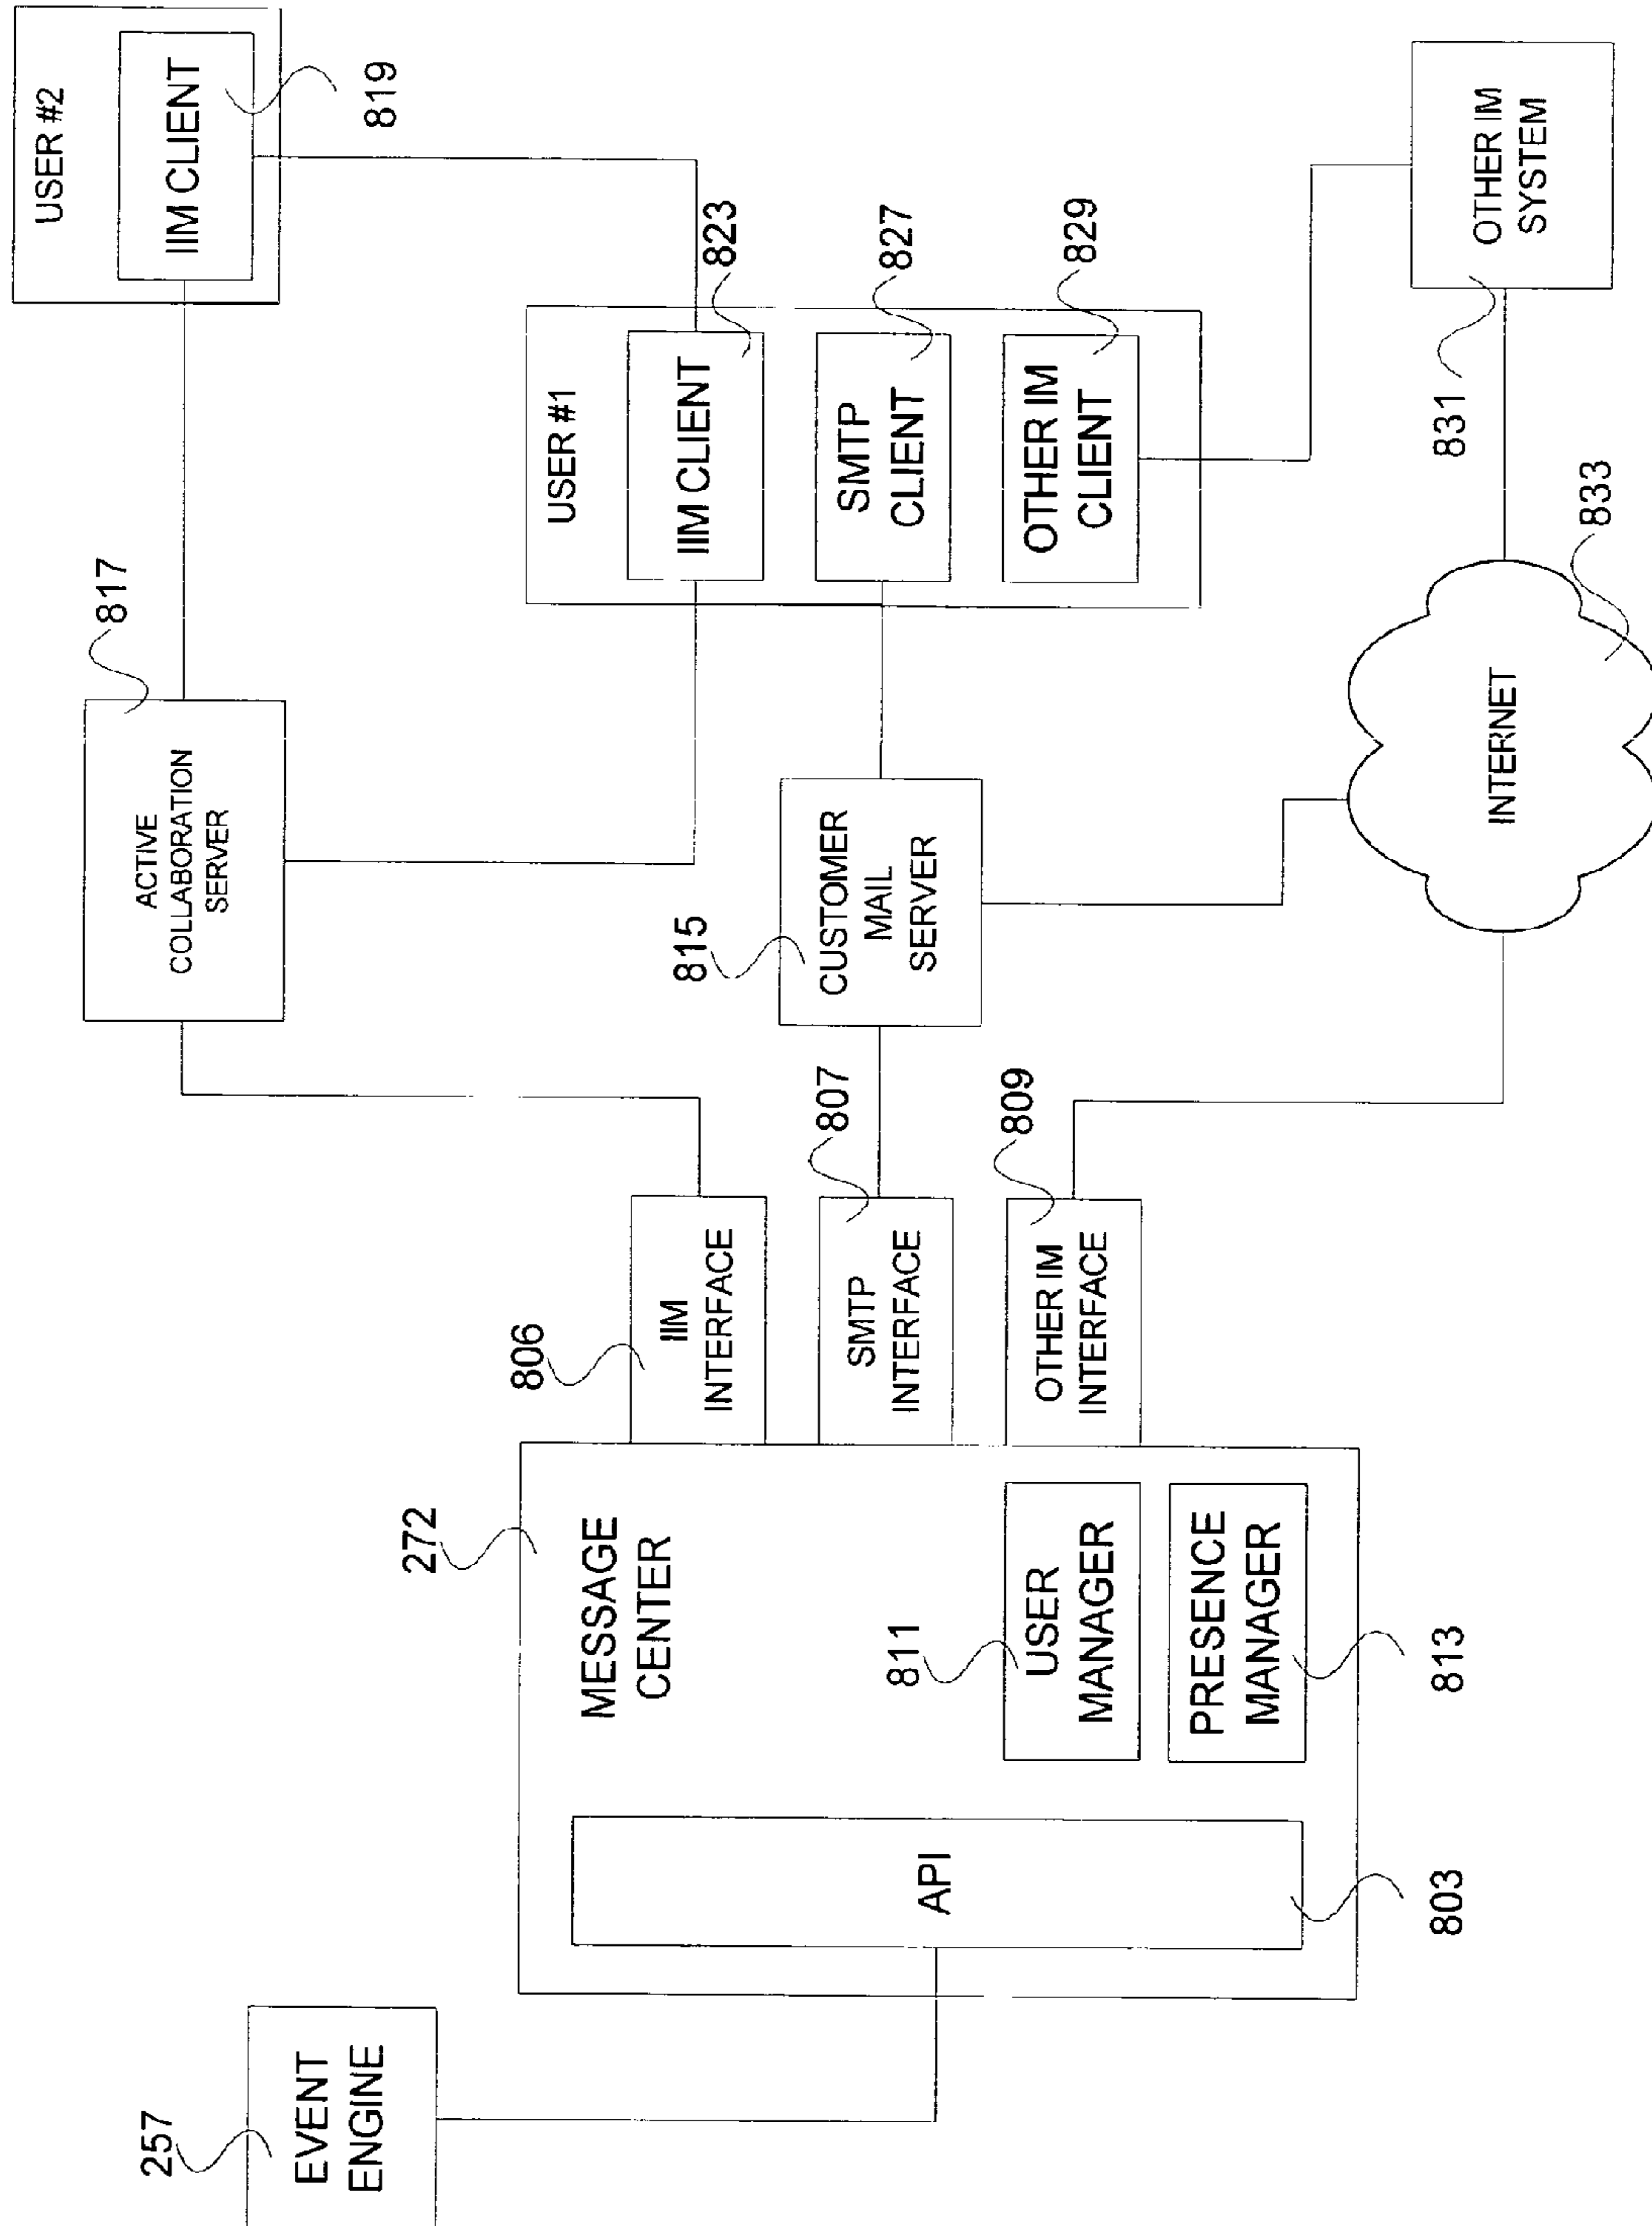 257
EVENT
ENGINE
272
MESSAGE
CENTER
API
803
811
USER
MANAGER
PRESENCE
MANAGER
813
806
IIM
INTERFACE
SMTP
INTERFACE
807
OTHER IM
INTERFACE
809
ACTIVE
COLLABORATION
SERVER
817
815
CUSTOMER
MAIL
SERVER
INTERNET
833
USER #1
IIM CLIENT
823
SMTP
CLIENT
827
OTHER IM
CLIENT
829
USER #2
IIM CLIENT
819
OTHER IM
SYSTEM
831